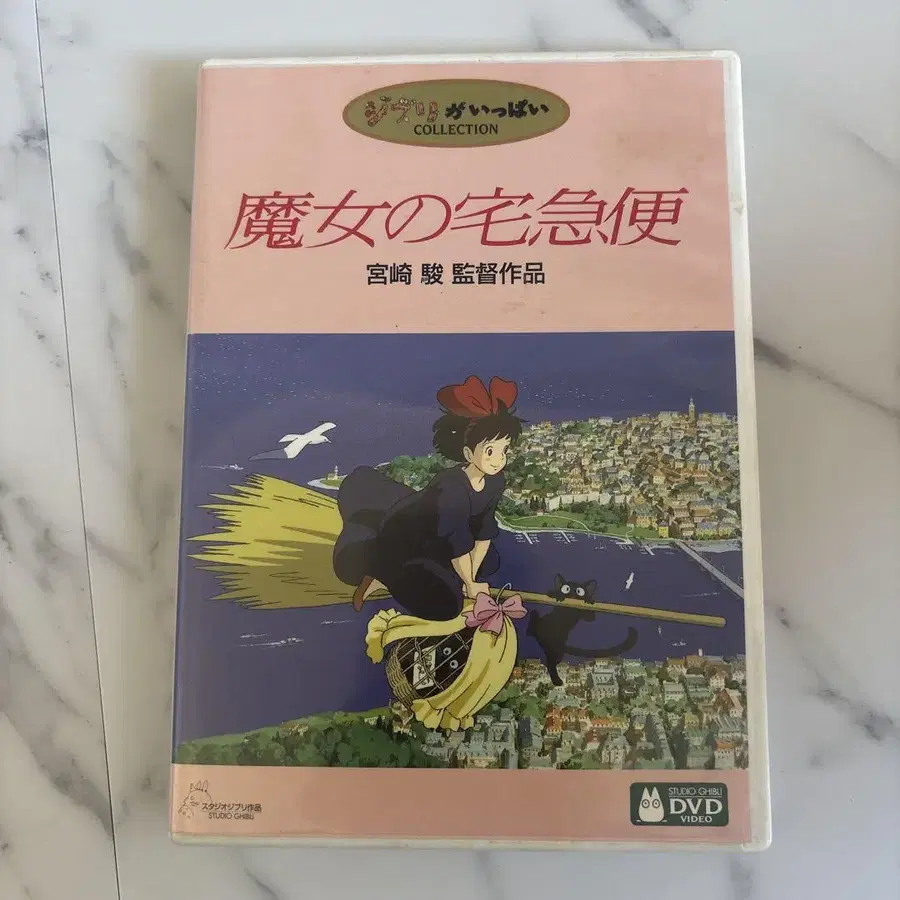 ジブリがいっぱい
COLLECTION
魔女の宅急便
宮崎 駿 監督作品
スタジオジブリ作品
STUDIO GHIBLI
STUDIO GHIBLI
DVD
VIDEO